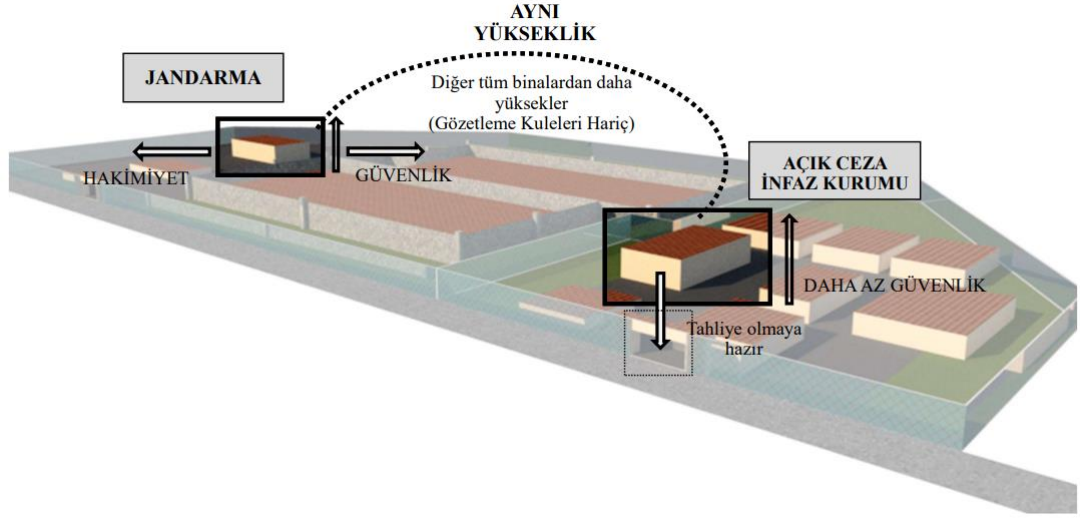 AYNI
YÜKSEKLİK
JANDARMA
Diğer tüm binalardan daha
yüksekler
(Gözetleme Kuleleri Hariç)
HAKİMİYET
GÜVENLİK
AÇIK CEZA
İNFAZ KURUMU
DAHA AZ GÜVENLİK
Tahliye olmaya
hazır